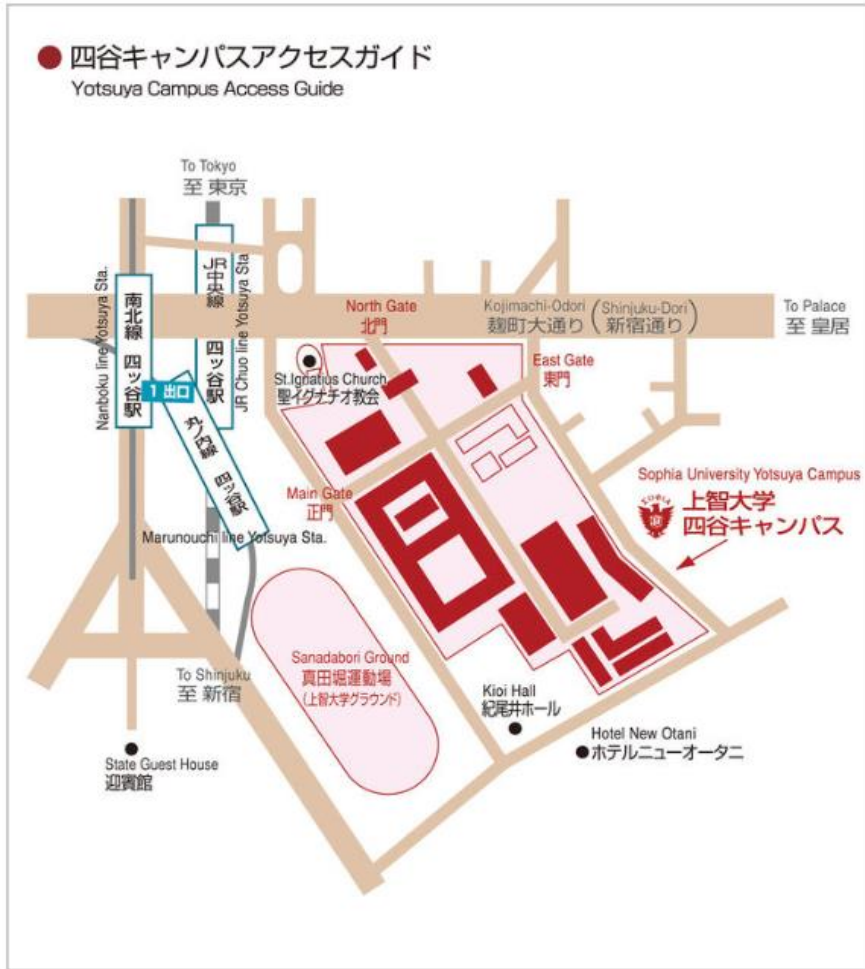 四谷キャンパスアクセスガイド
Yotsuya Campus Access Guide
To Tokyo
至 東京
Nanboku line Yotsuya Sta.
南北線 四ッ谷駅
JR中央線 四ッ谷駅
JR Chuo line Yotsuya Sta.
North Gate
北門
Kojimachi-Odori (Shinjuku-Dori)
麹町大通り (新宿通り)
To Palace
至 皇居
1 出口
丸ノ内線 四ッ谷駅
St.Ignatius Church
聖イグナチオ教会
East Gate
東門
Main Gate
正門
Sophia University Yotsuya Campus
上智大学
四谷キャンパス
Marunouchi line Yotsuya Sta.
To Shinjuku
至 新宿
Sanadabori Ground
真田堀運動場
(上智大学グラウンド)
Kioi Hall
紀尾井ホール
Hotel New Otani
ホテルニューオータニ
State Guest House
迎賓館